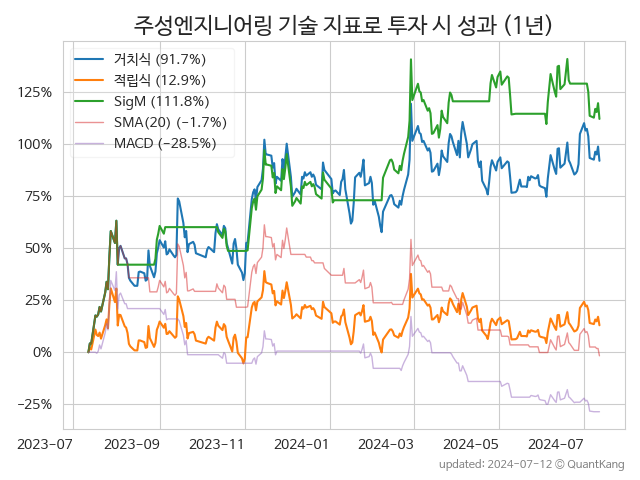 주성엔지니어링 기술 지표로 투자 시 성과 (1년)
거치식 (91.7%)
적립식 (12.9%)
SigM (111.8%)
SMA(20) (−1.7%)
MACD (−28.5%)
125%
100%
75%
50%
25%
0%
−25%
2023-07 2023-09 2023-11 2024-01 2024-03 2024-05 2024-07
updated: 2024-07-12 © QuantKang